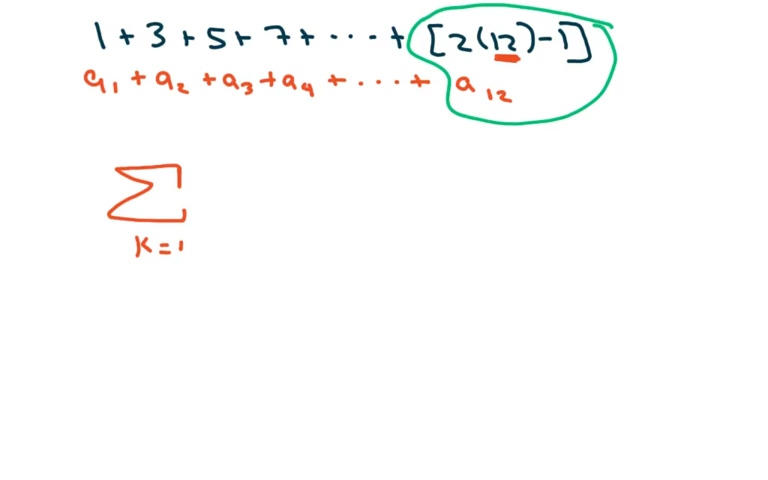 1 + 3 + 5 + 7 + ··· + [2(12)-1]
a₁ + a₂ + a₃ + a₄ + ··· + a₁₂
Σ
K=1